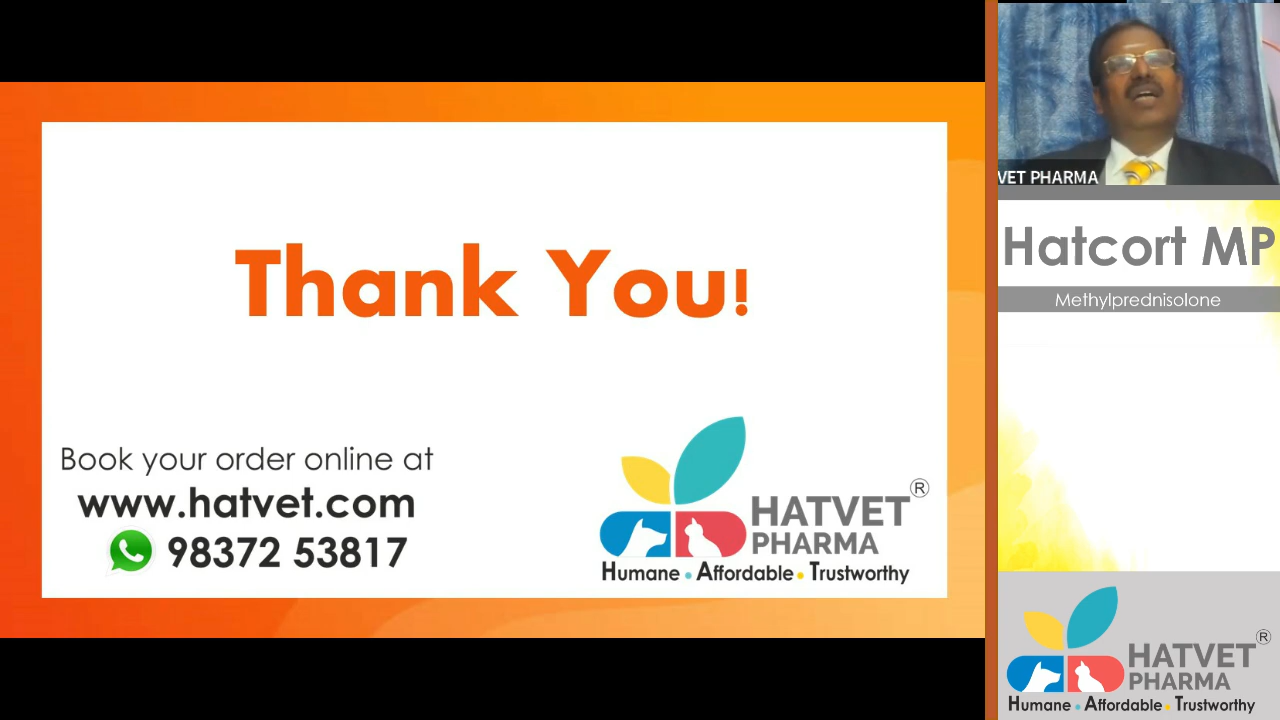 Thank You!
Book your order online at
www.hatvet.com
98372 53817
HATVET®
PHARMA
Humane • Affordable • Trustworthy
VET PHARMA
Hatcort MP
Methylprednisolone
HATVET®
PHARMA
Humane • Affordable • Trustworthy